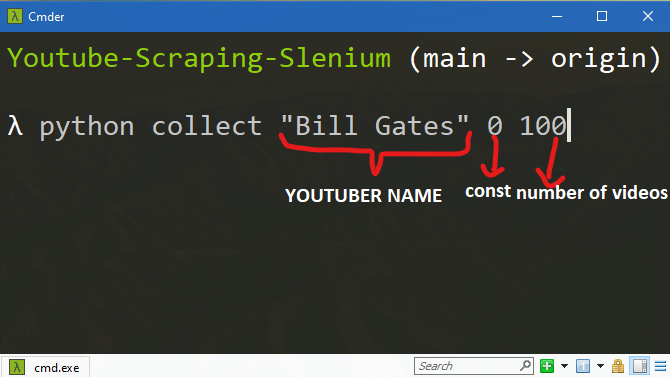 Cmder
Youtube-Scraping-Slenium (main -> origin)
λ python collect "Bill Gates" 0 100
YOUTUBER NAME const number of videos
cmd.exe Search